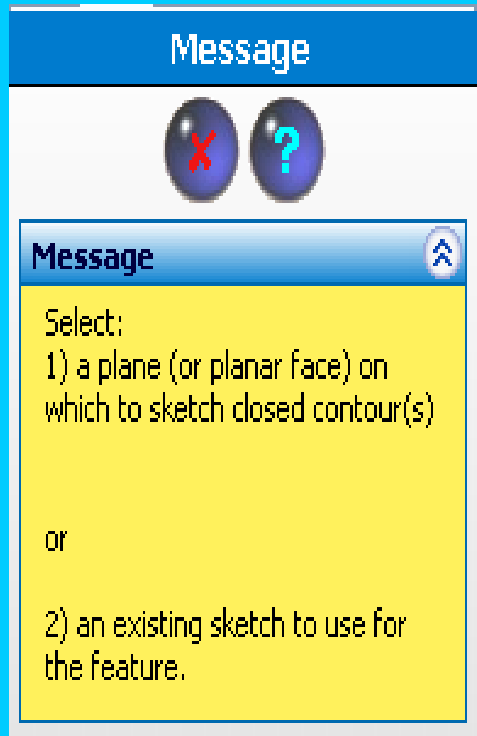 Message
x ?
Message
Select:
1) a plane (or planar face) on
which to sketch closed contour(s)
or
2) an existing sketch to use for
the feature.